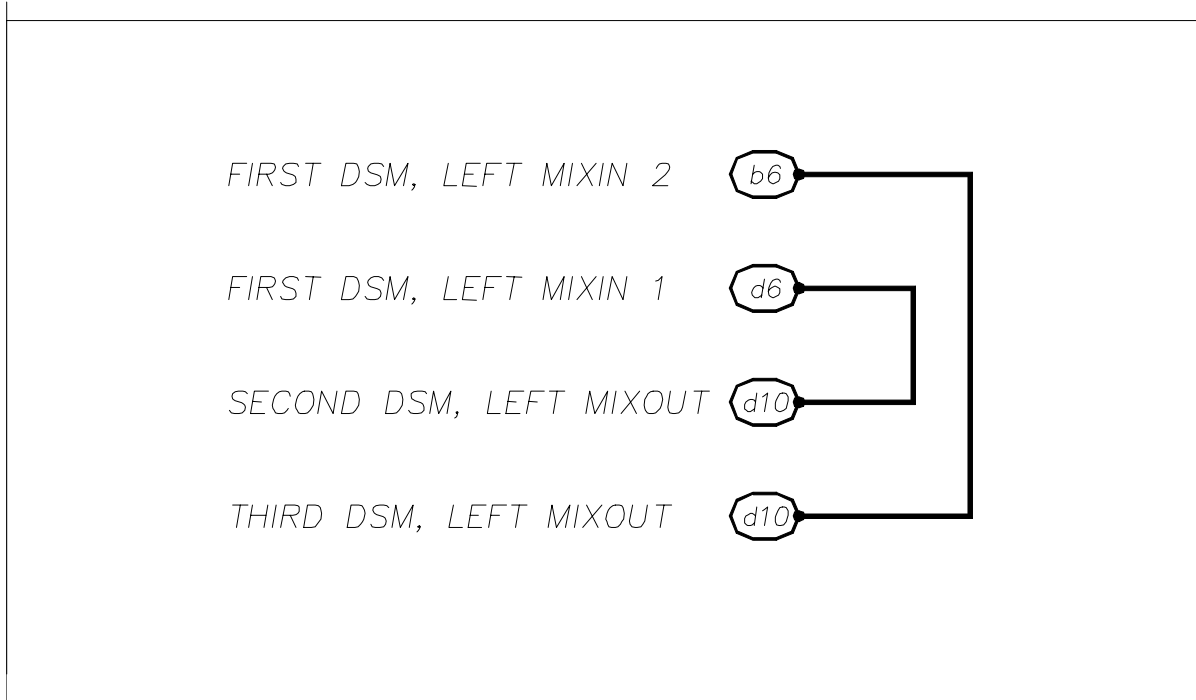 FIRST DSM, LEFT MIXIN 2 b6
FIRST DSM, LEFT MIXIN 1 d6
SECOND DSM, LEFT MIXOUT d10
THIRD DSM, LEFT MIXOUT d10